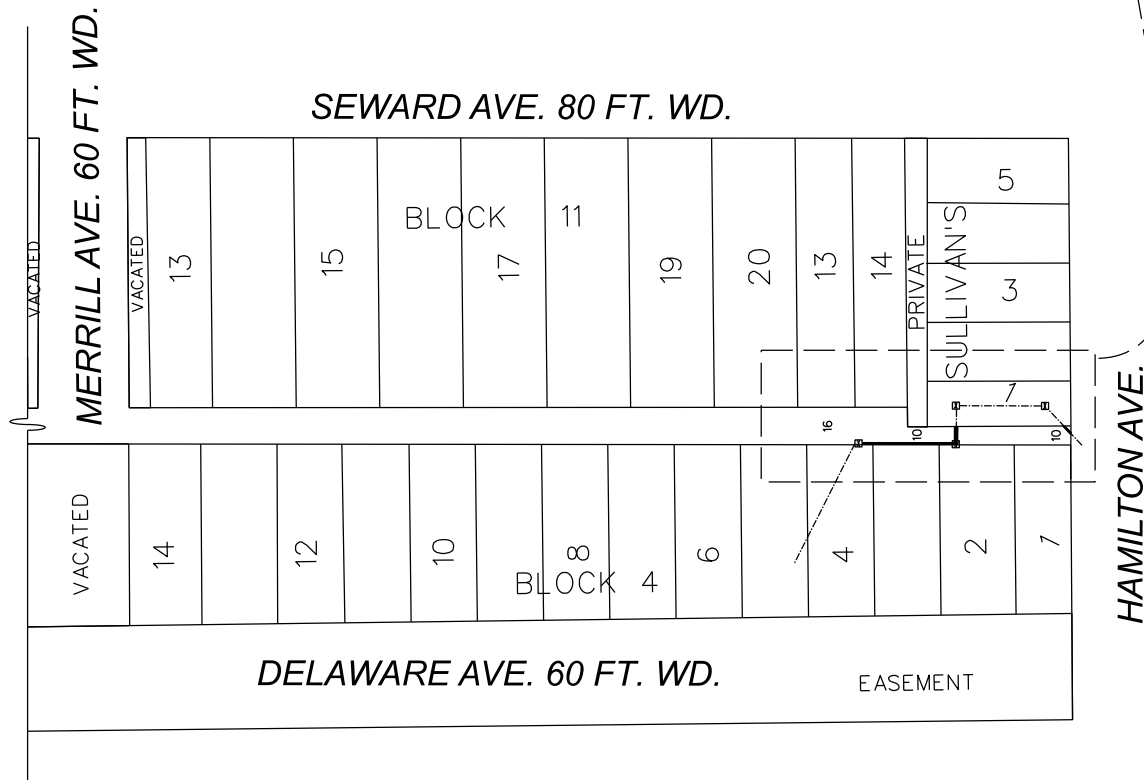 MERRILL AVE. 60 FT. WD.
SEWARD AVE. 80 FT. WD.
VACATED
VACATED
13
15
BLOCK 11
17
19
20
13
14
PRIVATE
SULLIVAN'S
5
3
1
16
10
10
HAMILTON AVE.
VACATED
14
12
10
8
BLOCK 4
6
4
2
1
DELAWARE AVE. 60 FT. WD.
EASEMENT